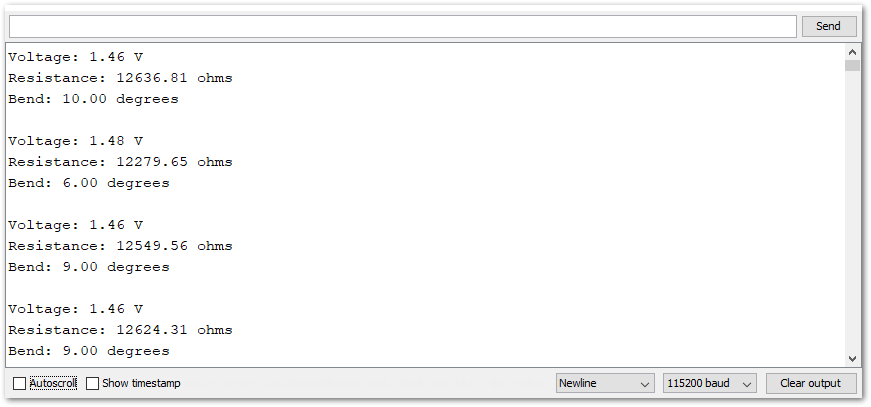 Send
Voltage: 1.46 V
Resistance: 12636.81 ohms
Bend: 10.00 degrees
Voltage: 1.48 V
Resistance: 12279.65 ohms
Bend: 6.00 degrees
Voltage: 1.46 V
Resistance: 12549.56 ohms
Bend: 9.00 degrees
Voltage: 1.46 V
Resistance: 12624.31 ohms
Bend: 9.00 degrees
Autoscroll Show timestamp Newline 115200 baud Clear output